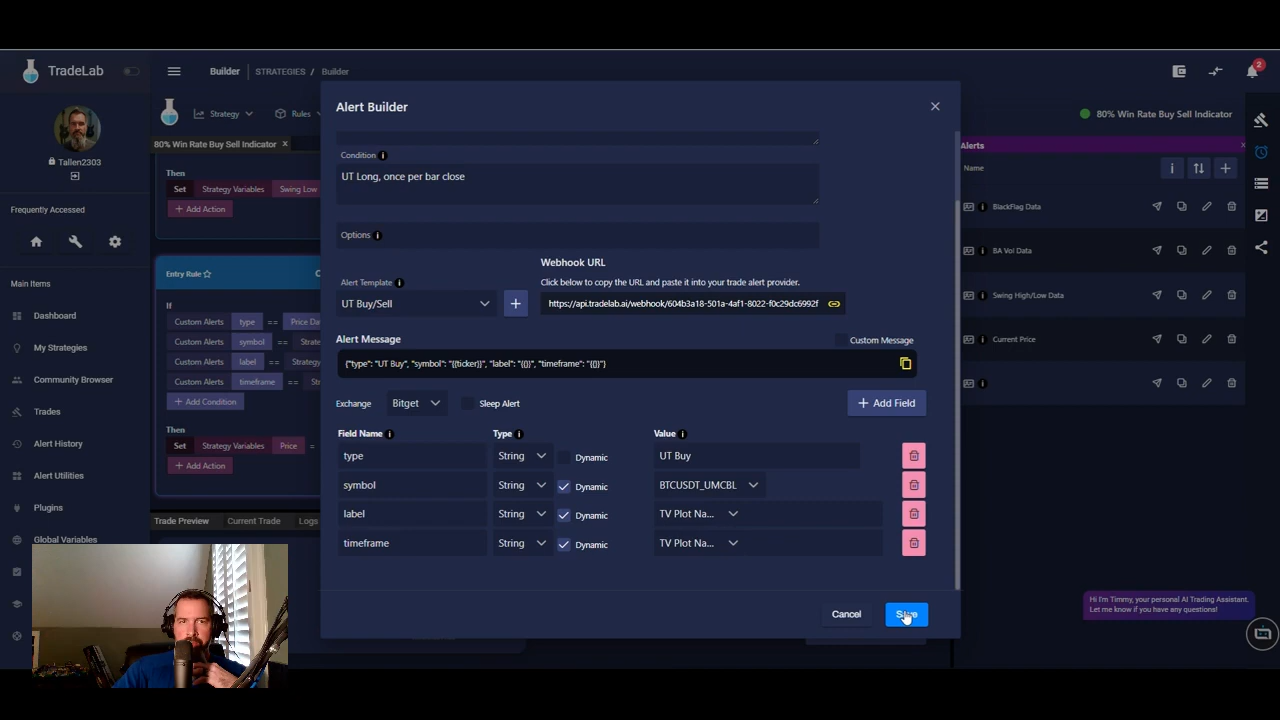 TradeLab
Builder
STRATEGIES / Builder
2
Tallen2303
Frequently Accessed
Main Items
Dashboard
My Strategies
Community Browser
Trades
Alert History
Alert Utilities
Plugins
Global Variables
Strategy
Rules
80% Win Rate Buy Sell Indicator
80% Win Rate Buy Sell Indicator ×
Then
Set Strategy Variables Swing Low
+ Add Action
Entry Rule
If
Custom Alerts type == Price Da
Custom Alerts symbol == Strate
Custom Alerts label == Strateg
Custom Alerts timeframe == Str
+ Add Condition
Then
Set Strategy Variables Price =
+ Add Action
Trade Preview Current Trade Logs
Alert Builder
Condition i
UT Long, once per bar close
Options i
Webhook URL
Alert Template i
Click below to copy the URL and paste it into your trade alert provider.
UT Buy/Sell
+
https://api.tradelab.ai/webhook/604b3a18-501a-4af1-8022-f0c29dc6992f
Alert Message
Custom Message
{"type": "UT Buy", "symbol": "{{ticker}}", "label": "{{}}", "timeframe": "{{}}"}
Exchange Bitget Sleep Alert
+ Add Field
Field Name i Type i Value i
type String Dynamic UT Buy
symbol String Dynamic BTCUSDT_UMCBL
label String Dynamic TV Plot Na...
timeframe String Dynamic TV Plot Na...
Cancel
Alerts
Name
i
BlackFlag Data
BA Vol Data
Swing High/Low Data
Current Price
Hi I'm Timmy, your personal AI Trading Assistant.
Let me know if you have any questions!